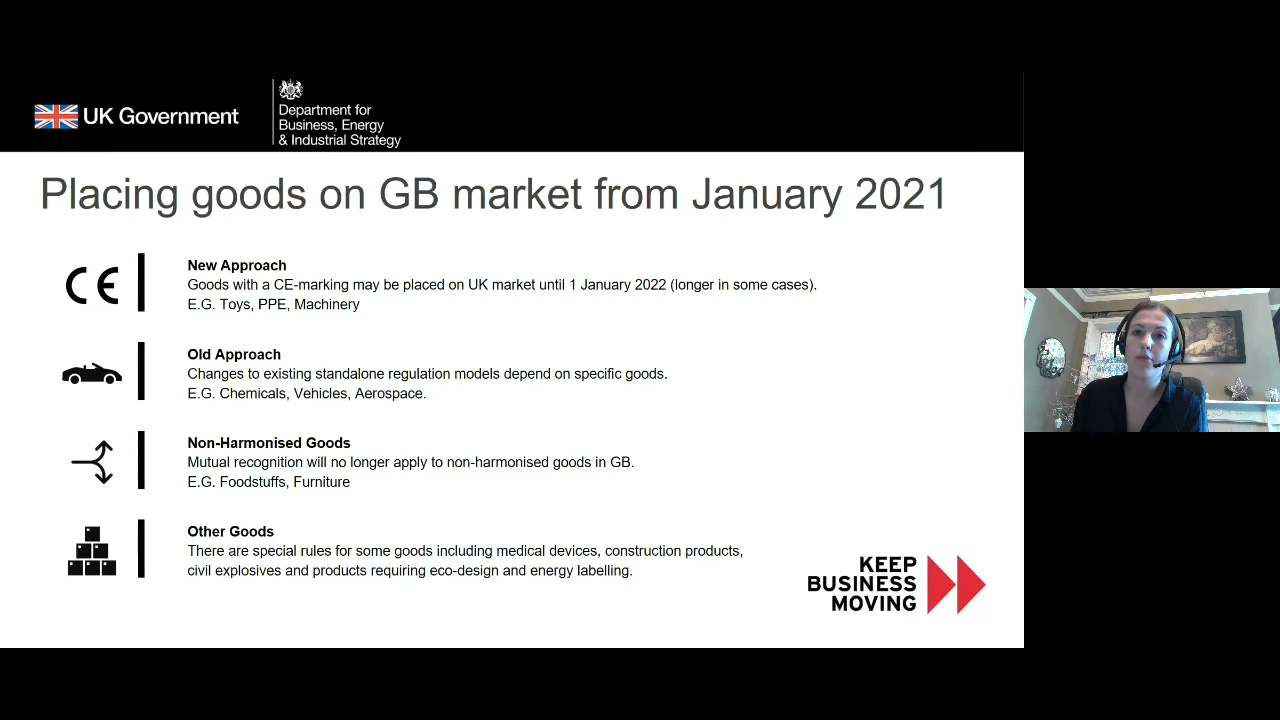 UK Government
Department for
Business, Energy
& Industrial Strategy
Placing goods on GB market from January 2021
CE
New Approach
Goods with a CE-marking may be placed on UK market until 1 January 2022 (longer in some cases).
E.G. Toys, PPE, Machinery
Old Approach
Changes to existing standalone regulation models depend on specific goods.
E.G. Chemicals, Vehicles, Aerospace.
Non-Harmonised Goods
Mutual recognition will no longer apply to non-harmonised goods in GB.
E.G. Foodstuffs, Furniture
Other Goods
There are special rules for some goods including medical devices, construction products,
civil explosives and products requiring eco-design and energy labelling.
KEEP
BUSINESS
MOVING